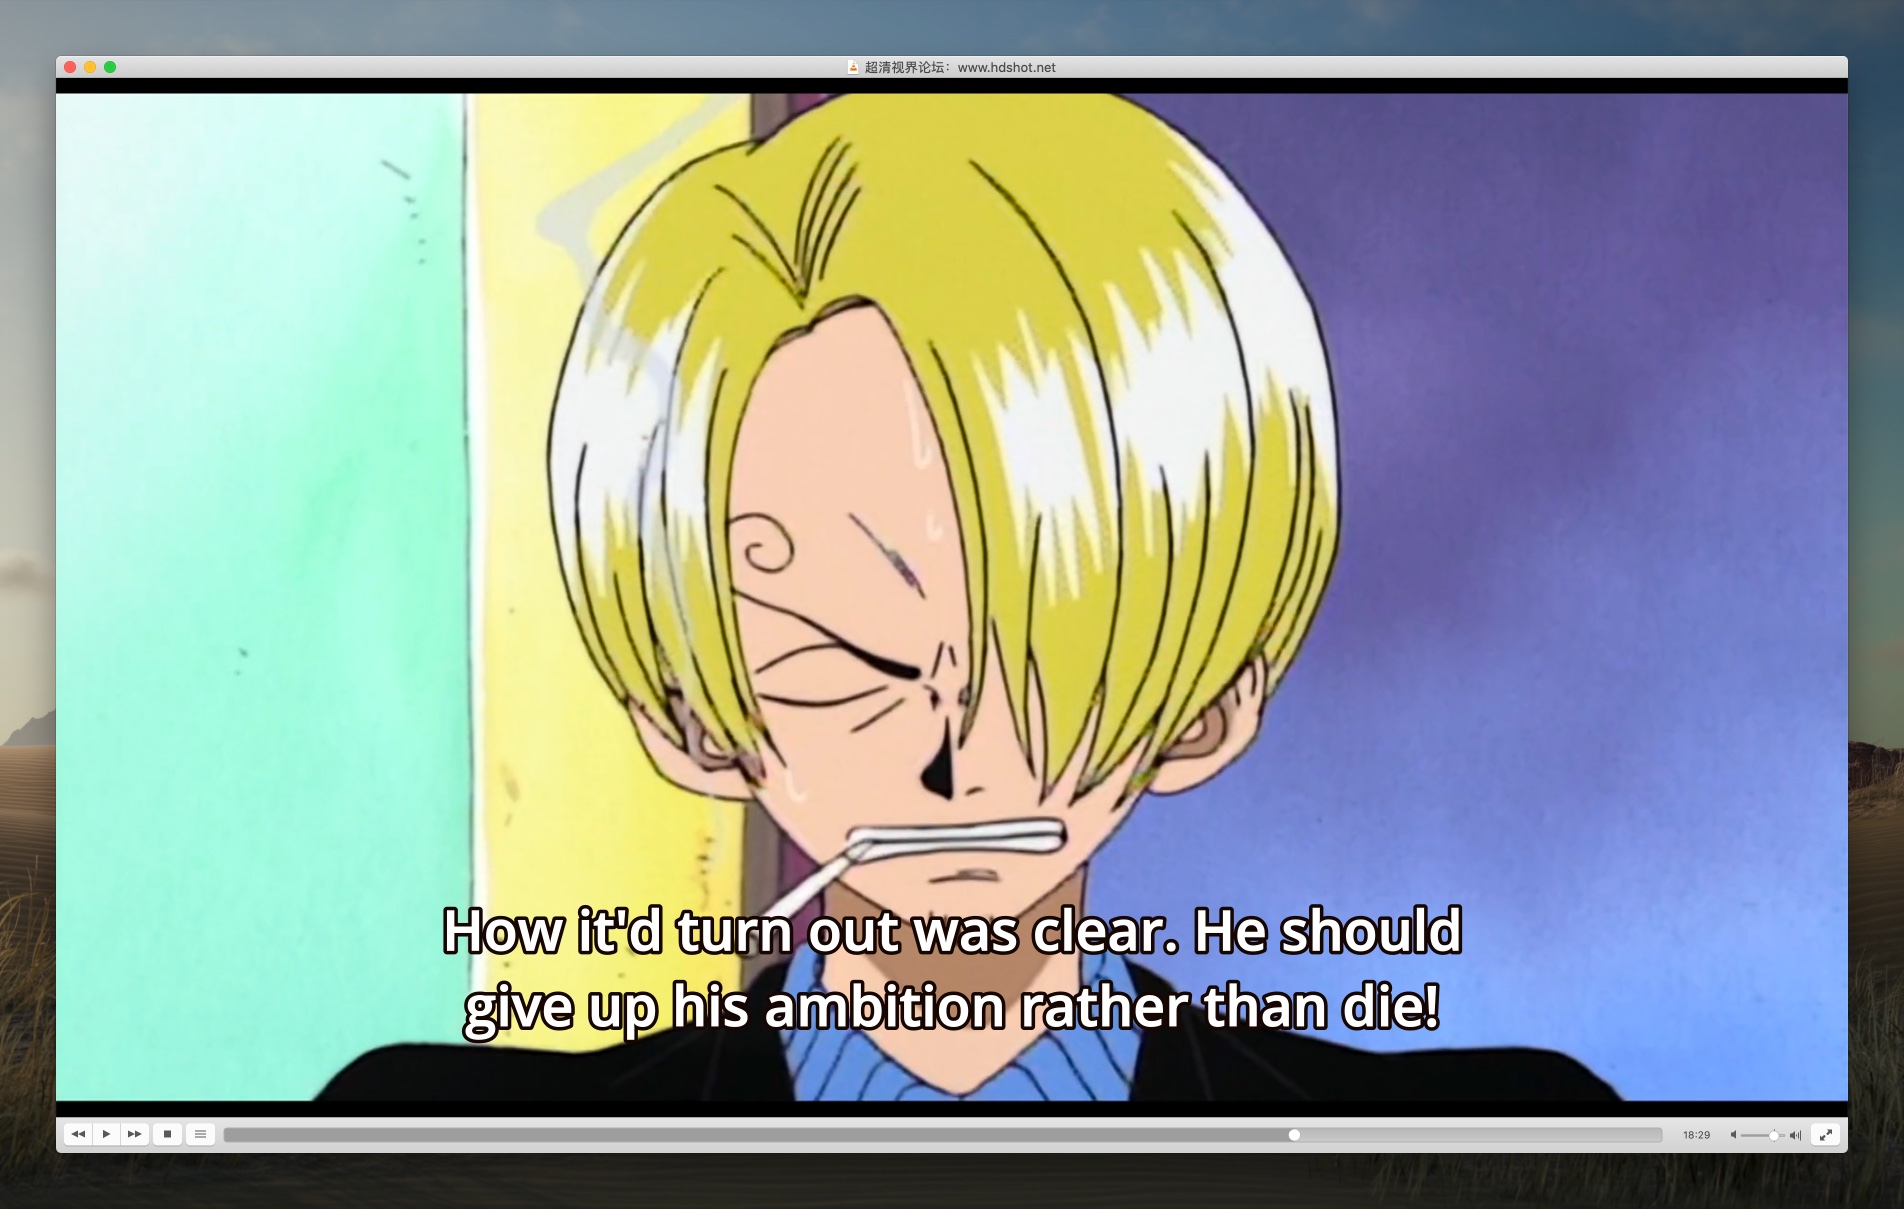 超清视界论坛：www.hdshot.net
How it'd turn out was clear. He should
give up his ambition rather than die!
18:29